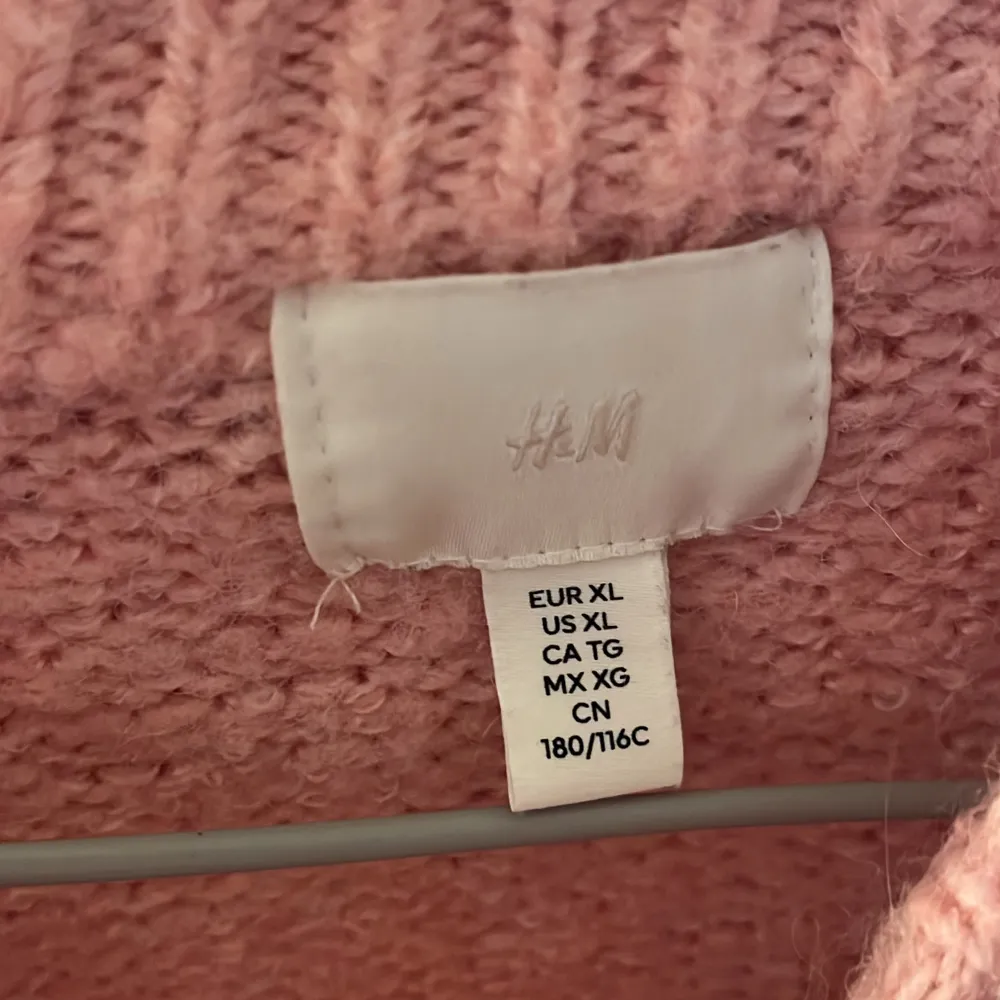 H&M
EUR XL
US XL
CA TG
MX XG
CN
180/116C